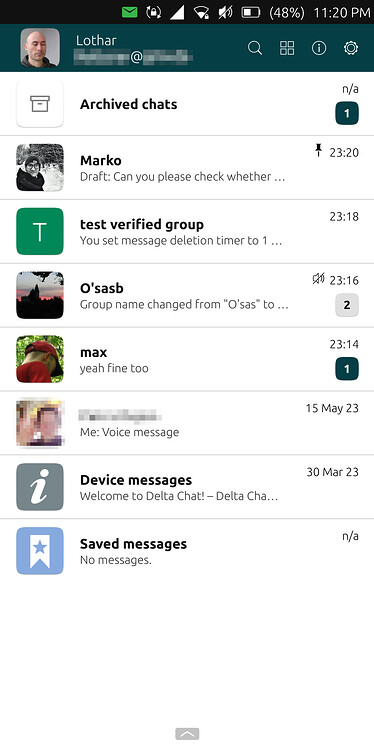 (48%) 11:20 PM
Lothar
@
n/a
Archived chats
1
Marko
23:20
Draft: Can you please check whether ...
T
test verified group
23:18
You set message deletion timer to 1 ...
O'sasb
23:16
Group name changed from "O'sas" to ...
2
max
23:14
yeah fine too
1
15 May 23
Me: Voice message
i
Device messages
30 Mar 23
Welcome to Delta Chat! – Delta Cha...
Saved messages
n/a
No messages.